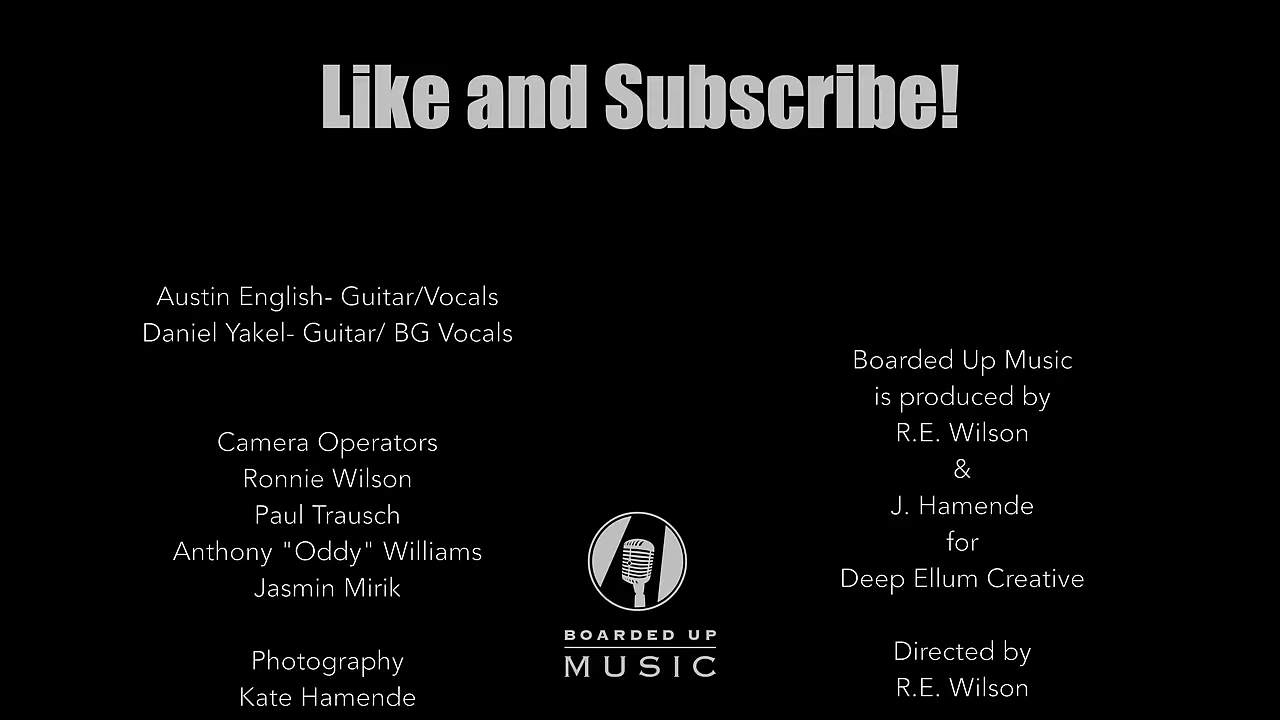 Like and Subscribe!
Austin English- Guitar/Vocals
Daniel Yakel- Guitar/ BG Vocals
Camera Operators
Ronnie Wilson
Paul Trausch
Anthony "Oddy" Williams
Jasmin Mirik
Photography
Kate Hamende
BOARDED UP
MUSIC
Boarded Up Music
is produced by
R.E. Wilson
&
J. Hamende
for
Deep Ellum Creative
Directed by
R.E. Wilson